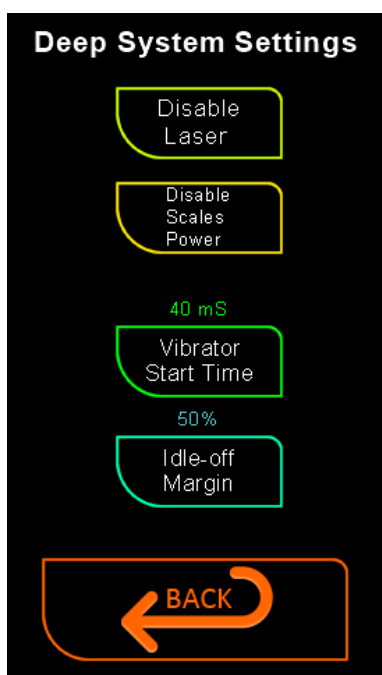 Deep System Settings
Disable
Laser
Disable
Scales
Power
40 mS
Vibrator
Start Time
50%
Idle-off
Margin
BACK